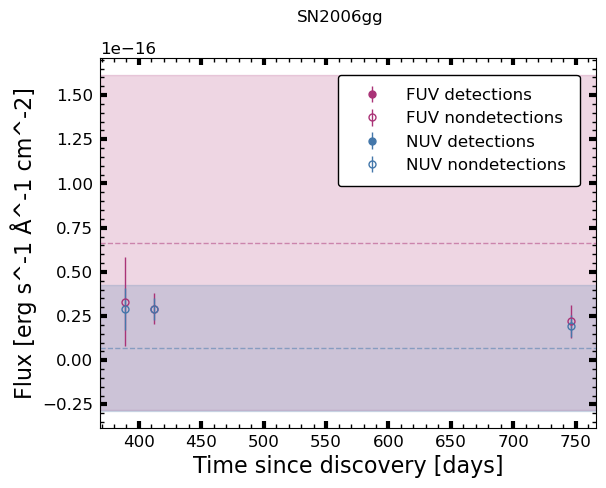 SN2006gg
1e−16
1.50
1.25
1.00
0.75
0.50
0.25
0.00
−0.25
Flux [erg s^-1 Å^-1 cm^-2]
FUV detections
FUV nondetections
NUV detections
NUV nondetections
400 450 500 550 600 650 700 750
Time since discovery [days]